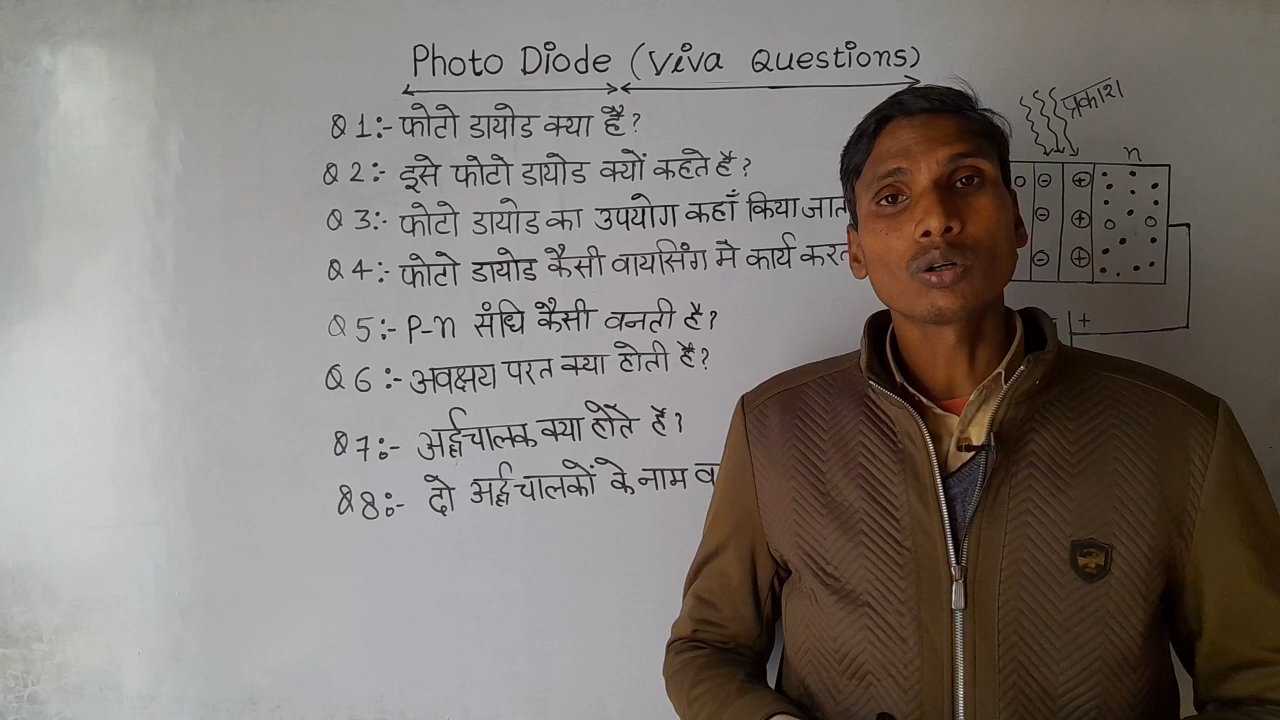 Photo Diode (Viva Questions)
Q 1:- फोटो डायोड क्या है?
Q 2:- इसे फोटो डायोड क्यों कहते है?
Q 3:- फोटो डायोड का उपयोग कहाँ किया जात
Q 4:- फोटो डायोड कैसी वायसिंग मे कार्य करत
Q 5:- P-n संधि कैसी बनती है?
Q 6 :- अवक्षय परत क्या होती है?
Q 7:- अर्द्धचालक क्या होते है?
Q 8:- दो अर्द्धचालकों के नाम ब
प्रकाश
n
- +